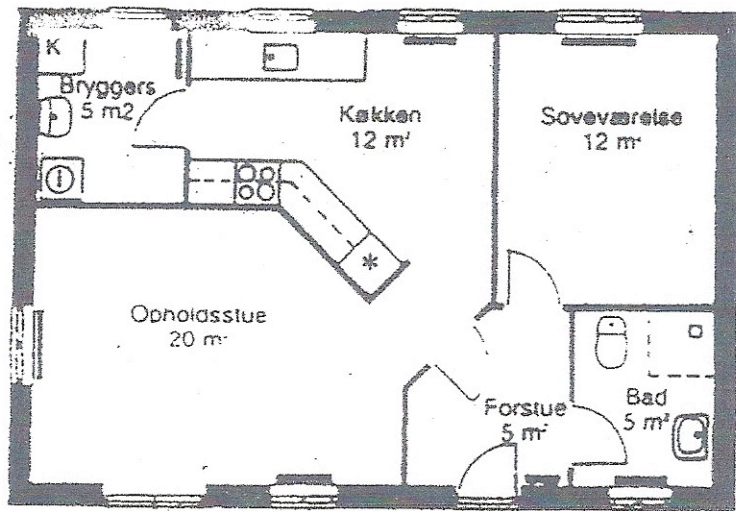 K
Bryggers
5 m2
Køkken
12 m²
Soveværelse
12 m²
Opholdsstue
20 m²
Forstue
5 m²
Bad
5 m²